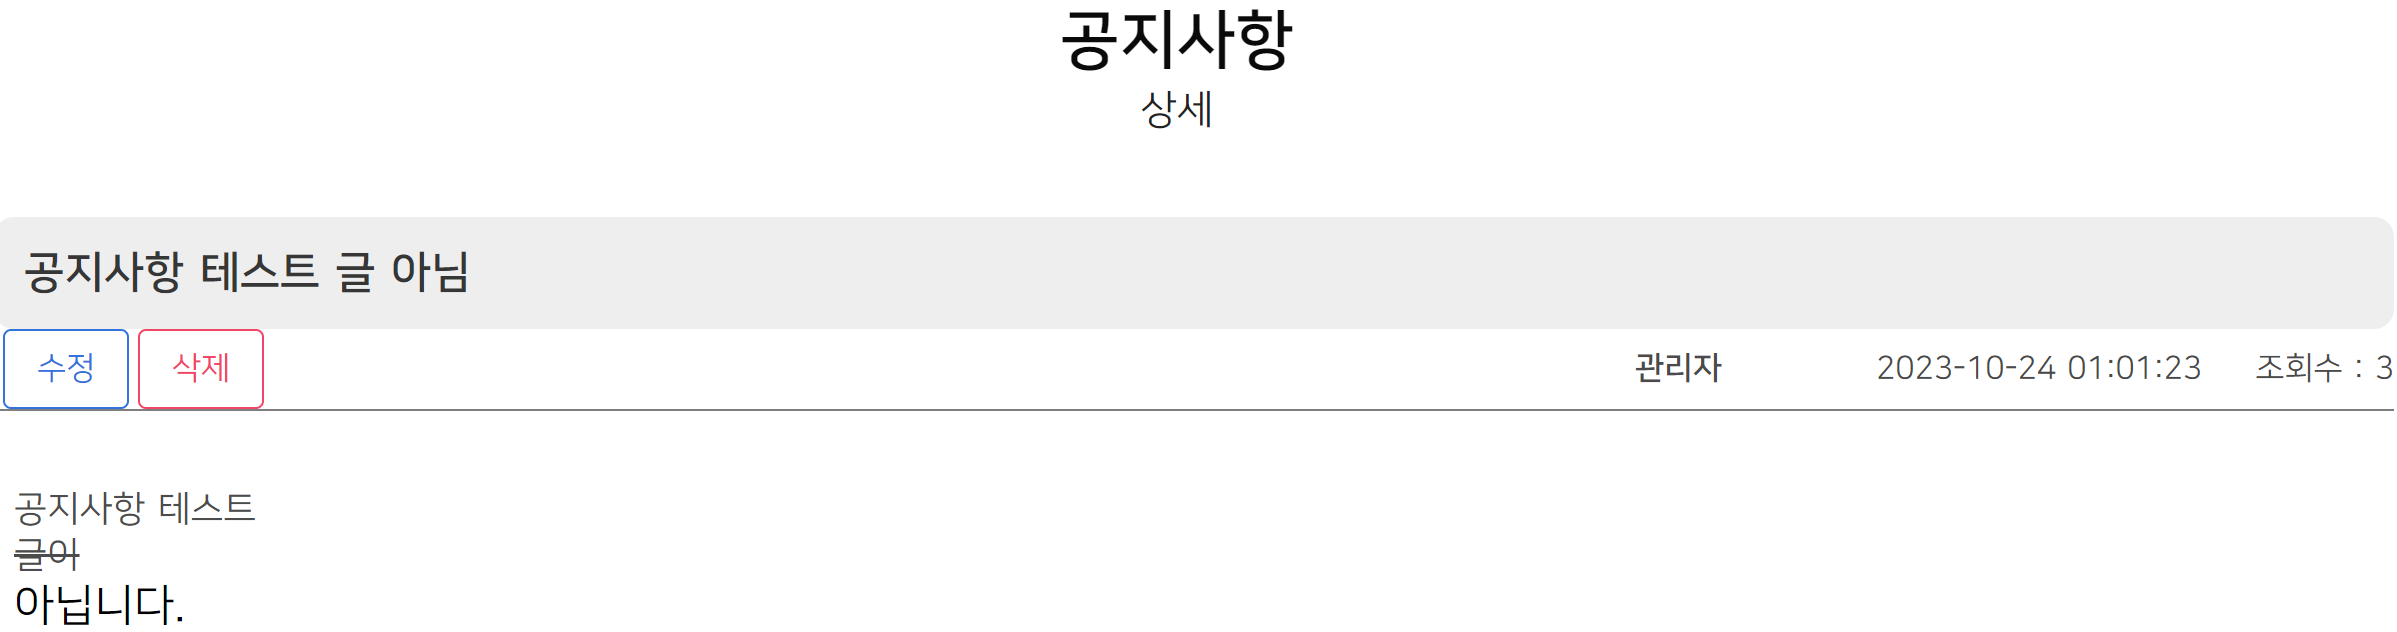 공지사항
상세
공지사항 테스트 글 아님
수정 삭제 관리자 2023-10-24 01:01:23 조회수 : 3
공지사항 테스트
글이
아닙니다.